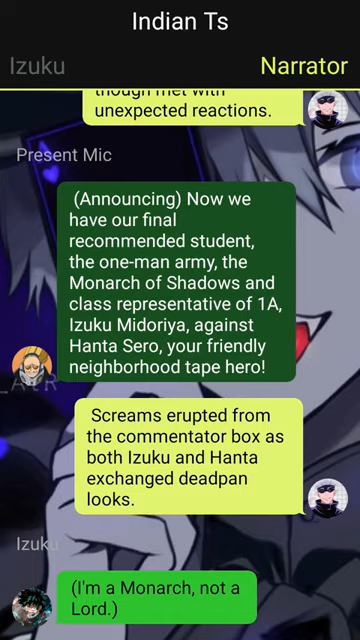 Indian Ts
Izuku
Narrator
though met with
unexpected reactions.
Present Mic
(Announcing) Now we
have our final
recommended student,
the one-man army, the
Monarch of Shadows and
class representative of 1A,
Izuku Midoriya, against
Hanta Sero, your friendly
neighborhood tape hero!
Screams erupted from
the commentator box as
both Izuku and Hanta
exchanged deadpan
looks.
Izuku
(I'm a Monarch, not a
Lord.)